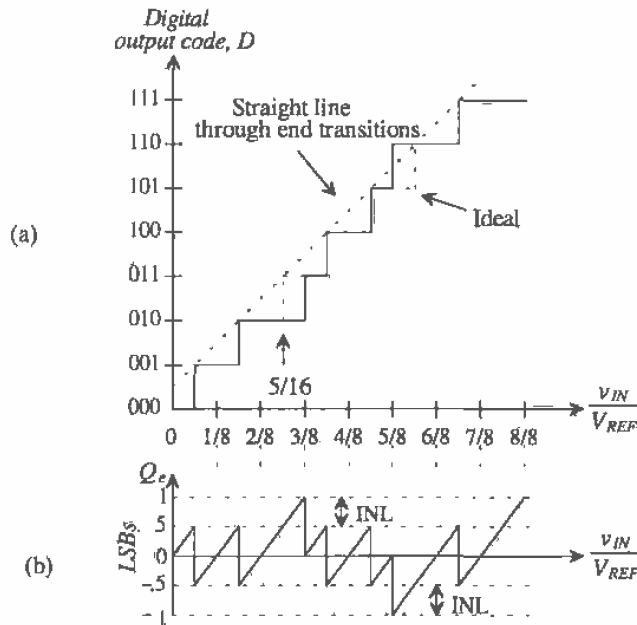 Digital
output code, D
111
110
101
100
011
010
001
000
Straight line
through end transitions.
Ideal
5/16
(a)
0 1/8 2/8 3/8 4/8 5/8 6/8 7/8 8/8
v_IN
V_REF
Q_e
LSBs
1
.5
0
-.5
-1
INL
INL
(b)
v_IN
V_REF